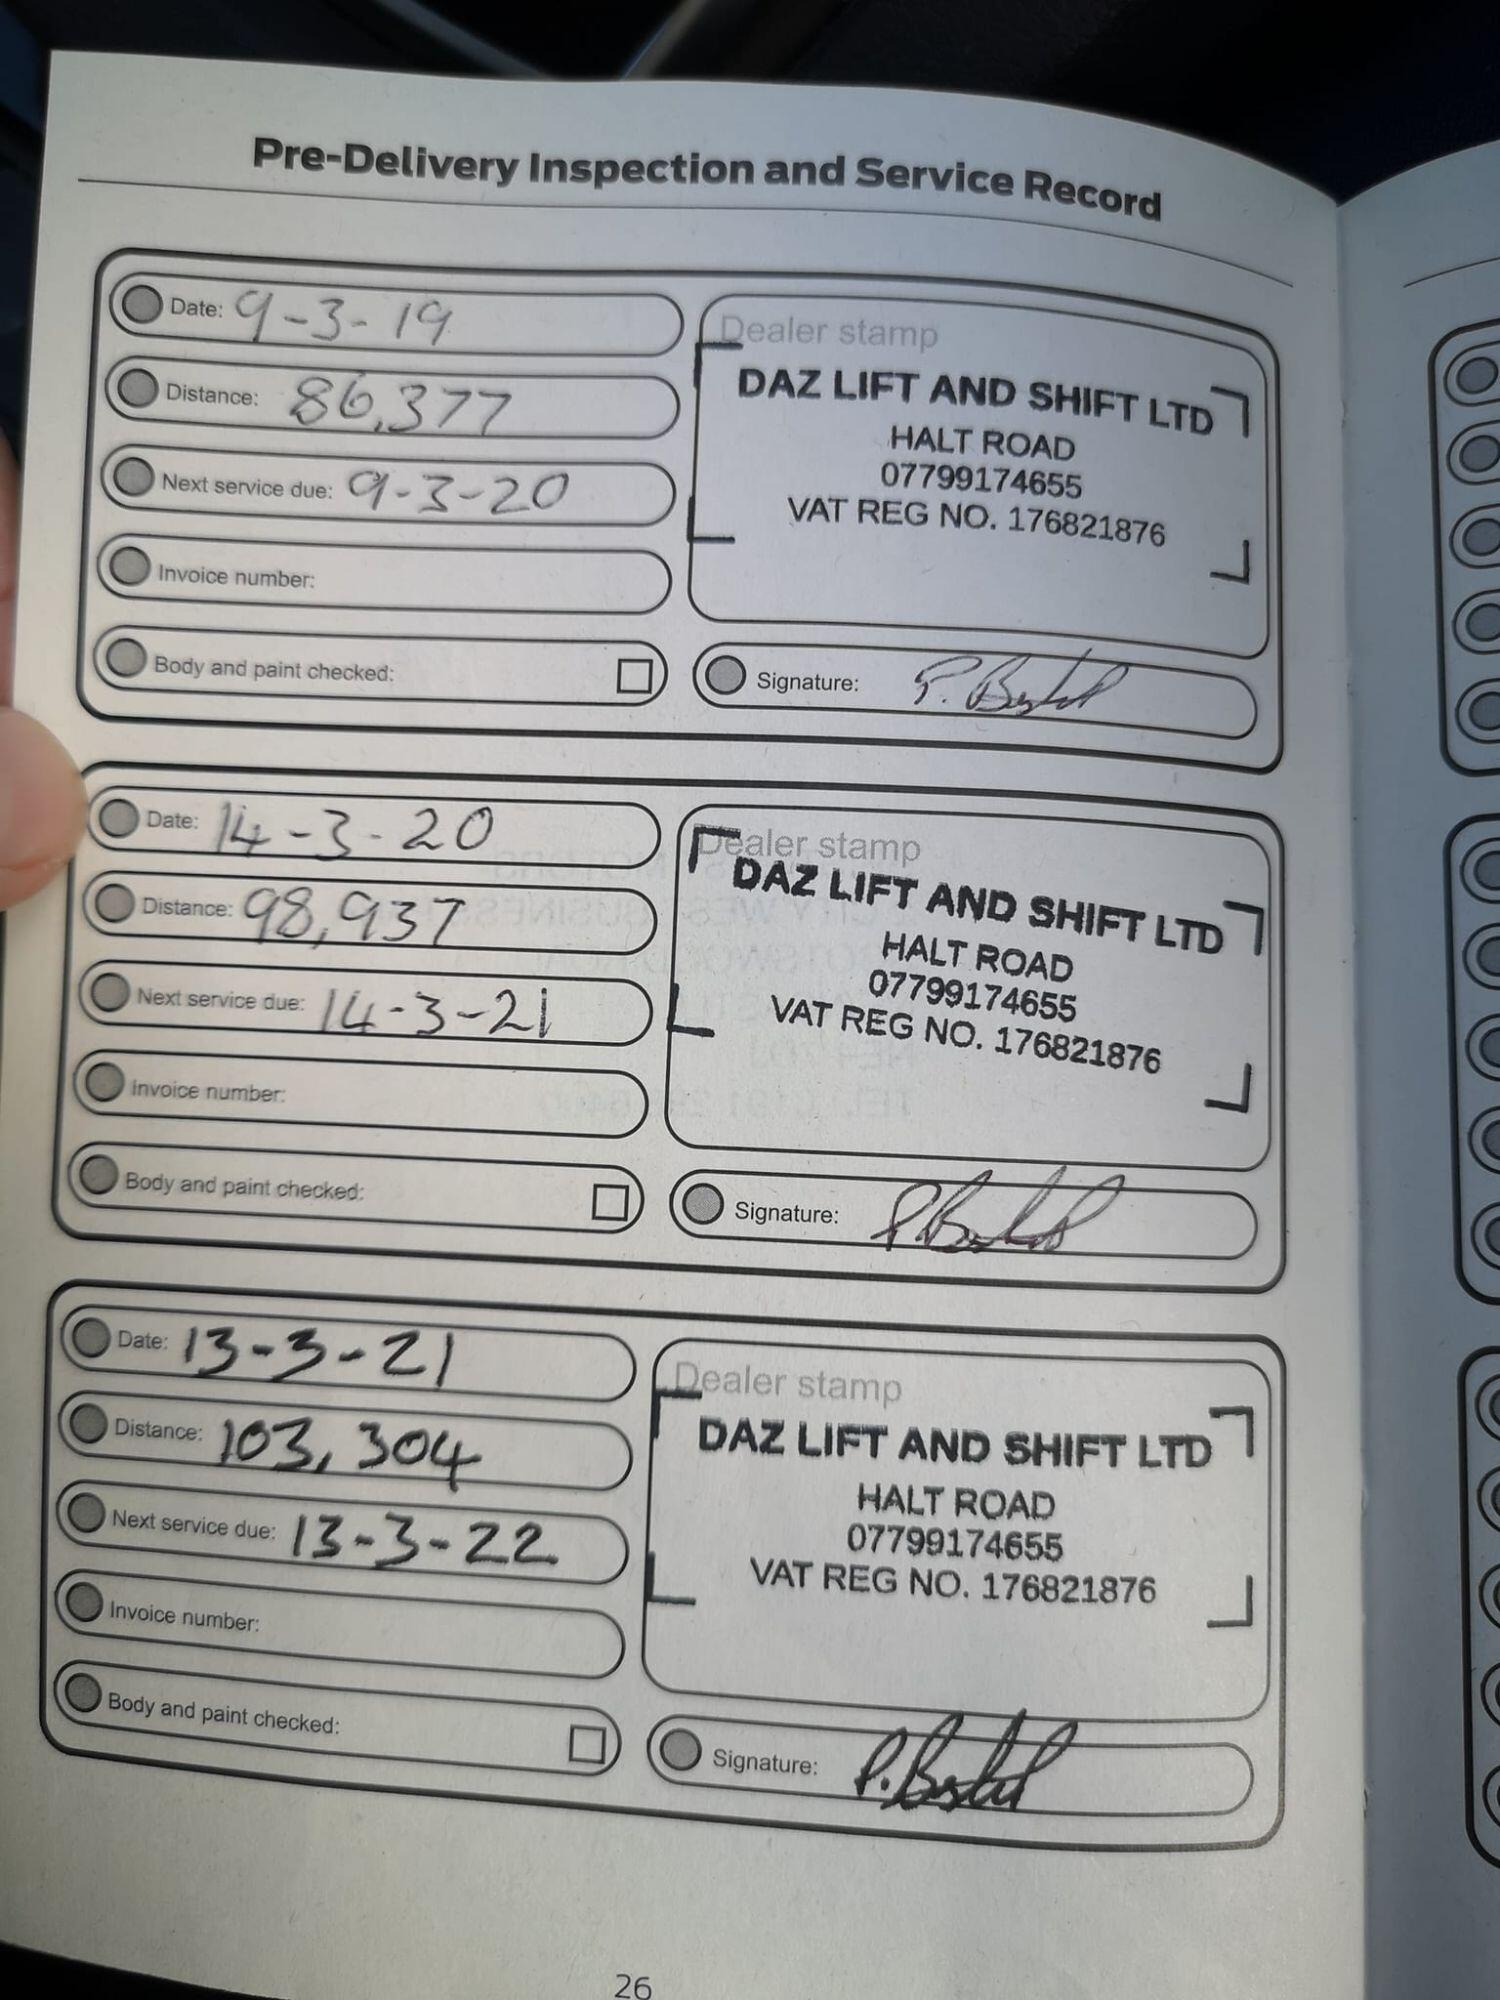 Pre-Delivery Inspection and Service Record
Date: 9-3-19
Distance: 86,377
Next service due: 9-3-20
Invoice number:
Body and paint checked:
Dealer stamp
DAZ LIFT AND SHIFT LTD
HALT ROAD
07799174655
VAT REG NO. 176821876
Signature:
Date: 14-3-20
Distance: 98,937
Next service due: 14-3-21
Invoice number:
Body and paint checked:
Dealer stamp
DAZ LIFT AND SHIFT LTD
HALT ROAD
07799174655
VAT REG NO. 176821876
Signature:
Date: 13-3-21
Distance: 103,304
Next service due: 13-3-22
Invoice number:
Body and paint checked:
Dealer stamp
DAZ LIFT AND SHIFT LTD
HALT ROAD
07799174655
VAT REG NO. 176821876
Signature:
26